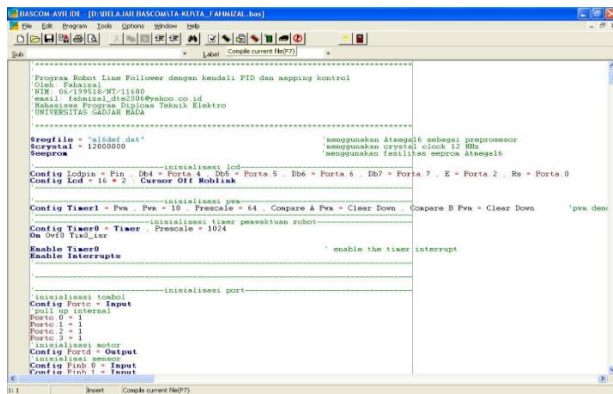 BASCOM-AVR IDE - [D:\BELAJAR BASCOM\TA-KU\TA_FAHMIZAL.bas]
File Edit Program Tools Options Window Help
Sub Label Compile current file(F7)
'Program Robot Line Follower dengan kendali PID dan mapping kontrol
'Oleh: Fahmizal
'NIM: 06/199518/NT/11680
'email: fahmizal_dte2006@yahoo.co.id
'Mahasiswa Program Diploma Teknik Elektro
'UNIVERSITAS GADJAH MADA
$regfile = "m16def.dat" 'menggunakan Atmega16 sebagai preprosesor
$crystal = 12000000 'menggunakan crystal clock 12 MHz
$eeprom 'menggunakan fasilitas eeprom Atmega16
'----inisialisasi lcd----
Config Lcdpin = Pin , Db4 = Porta.4 , Db5 = Porta.5 , Db6 = Porta.6 , Db7 = Porta.7 , E = Porta.2 , Rs = Porta.0
Config Lcd = 16 * 2 : Cursor Off Noblink
'----inisialisasi pwm----
Config Timer1 = Pwm , Pwm = 10 , Prescale = 64 , Compare A Pwm = Clear Down , Compare B Pwm = Clear Down 'pwm deng
'----inisialisasi timer pewaktuan robot----
Config Timer0 = Timer , Prescale = 1024
On Ovf0 Tim0_isr
Enable Timer0 ' enable the timer interrupt
Enable Interrupts
'----inisialisasi port----
'inisialisasi tombol
Config Portc = Input
'pull up internal
Portc.0 = 1
Portc.1 = 1
Portc.2 = 1
Portc.3 = 1
'inisialisasi motor
Config Portd = Output
'inisialisasi sensor
Config Pinb.0 = Input
Config Pinb.1 = Input
1: 1 Insert Compile current file(F7)